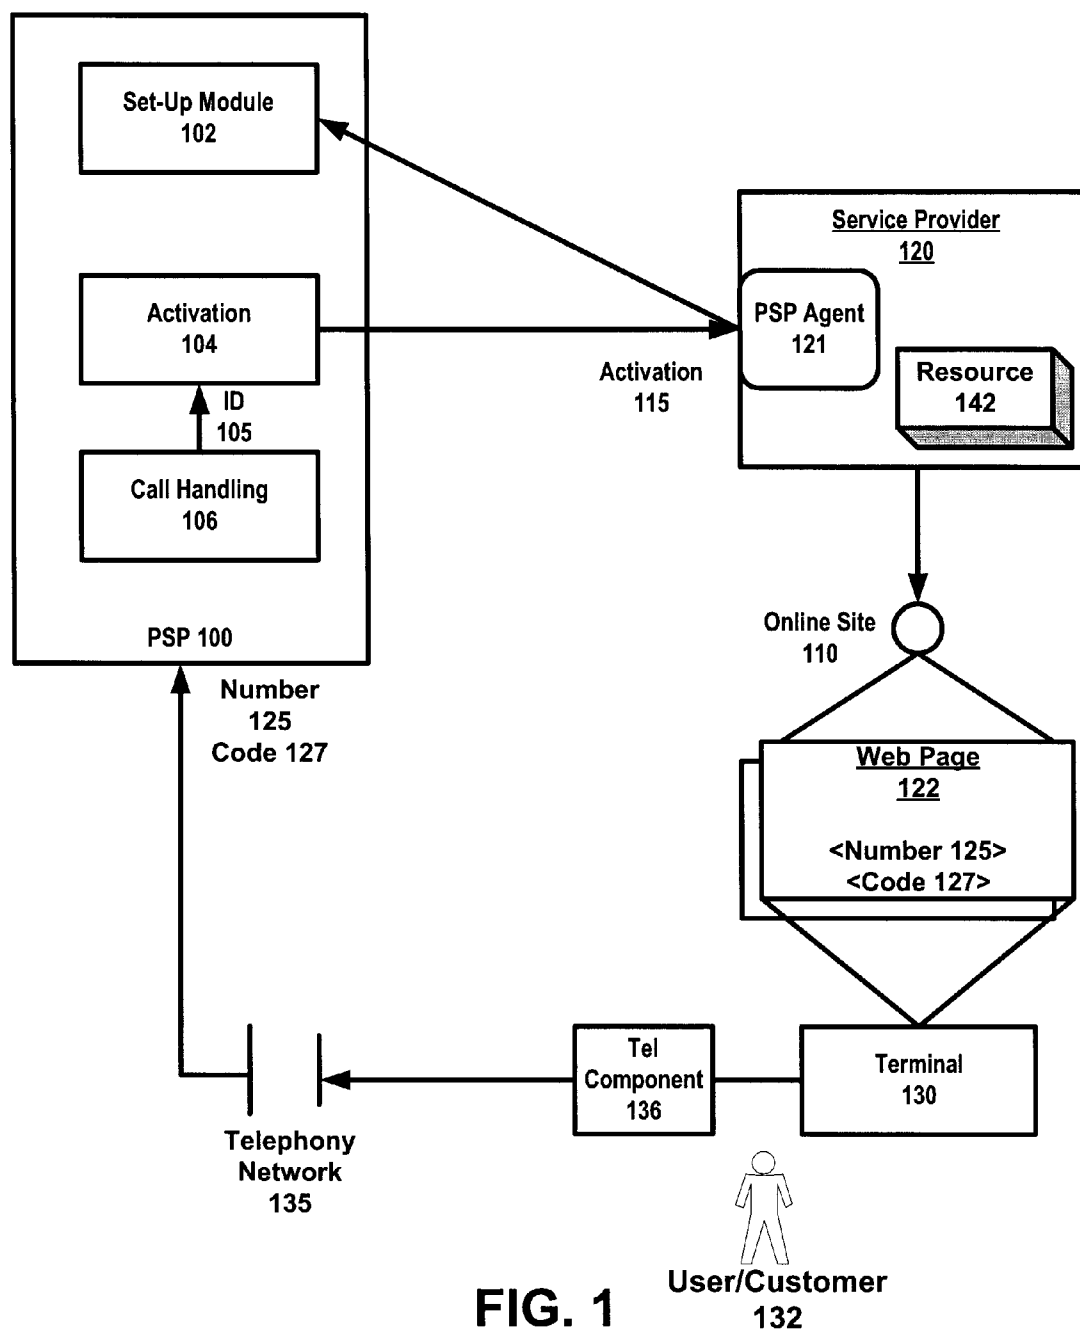 Set-Up Module
102
Service Provider
120
Activation
104
PSP Agent
121
Activation
115
Resource
142
ID
105
Call Handling
106
PSP 100
Online Site
110
Number
125
Code 127
Web Page
122
<Number 125>
<Code 127>
Tel
Component
136
Terminal
130
Telephony
Network
135
User/Customer
132
FIG. 1